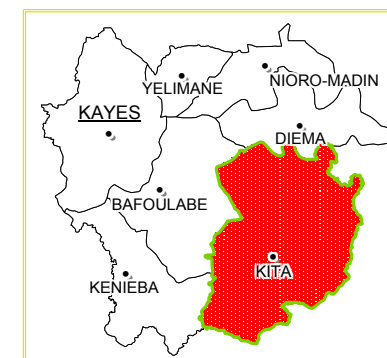 YELIMANE
NIORO-MADIN
KAYES
DIEMA
BAFOULABE
KITA
KENIEBA